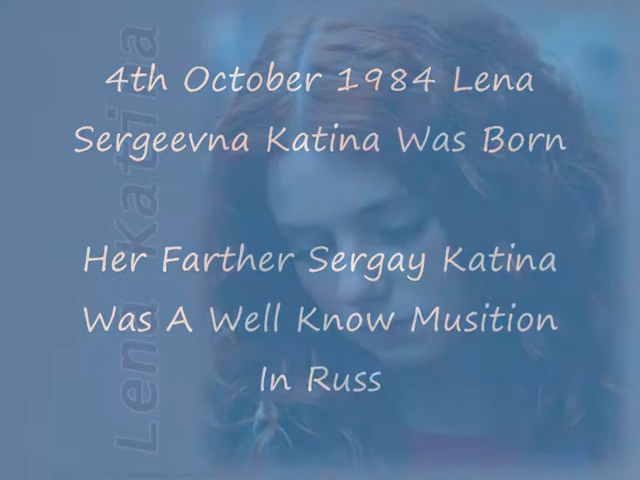 Lena Katina
4th October 1984 Lena
Sergeevna Katina Was Born
Her Farther Sergay Katina
Was A Well Know Musition
In Russ